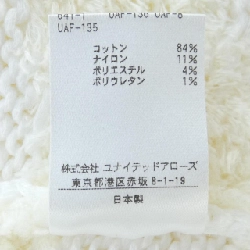 UAF-135
コットン 84%
ナイロン 11%
ポリエステル 4%
ポリウレタン 1%
株式会社 ユナイテッドアローズ
東京都港区赤坂 8-1-19
日本製